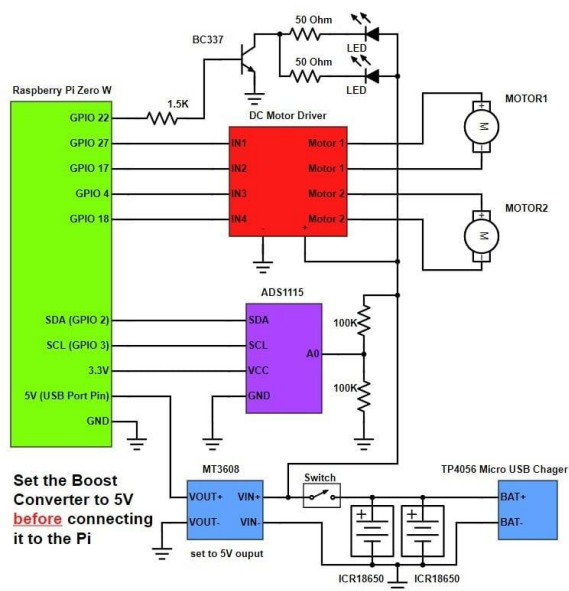 50 Ohm
BC337
LED
50 Ohm
LED
Raspberry Pi Zero W
1.5K
GPIO 22
DC Motor Driver
MOTOR1
+
M
-
GPIO 27
IN1
Motor 1
GPIO 17
IN2
Motor 1
GPIO 4
IN3
Motor 2
GPIO 18
IN4
Motor 2
-
+
MOTOR2
+
M
-
ADS1115
SDA (GPIO 2)
SDA
100K
SCL (GPIO 3)
SCL
A0
3.3V
VCC
5V (USB Port Pin)
GND
100K
GND
Set the Boost
Converter to 5V
before connecting
it to the Pi
MT3608
VOUT+
VIN+
VOUT-
VIN-
set to 5V ouput
Switch
TP4056 Micro USB Chager
BAT+
BAT-
+
+
ICR18650
ICR18650